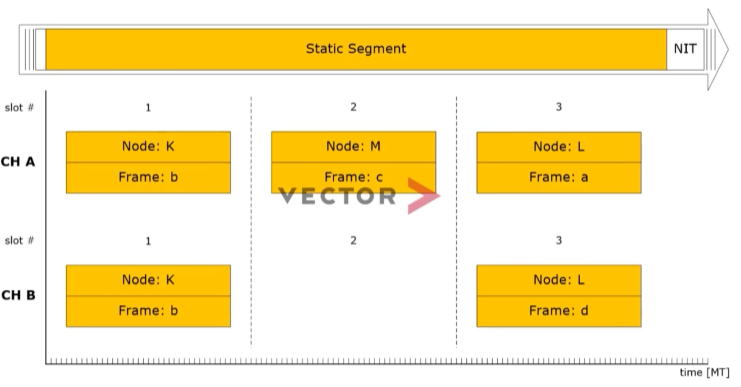 Static Segment NIT
slot # 1 2 3
CH A
Node: K Node: M Node: L
Frame: b Frame: c Frame: a
VECTOR
slot # 1 2 3
CH B
Node: K Node: L
Frame: b Frame: d
time [MT]